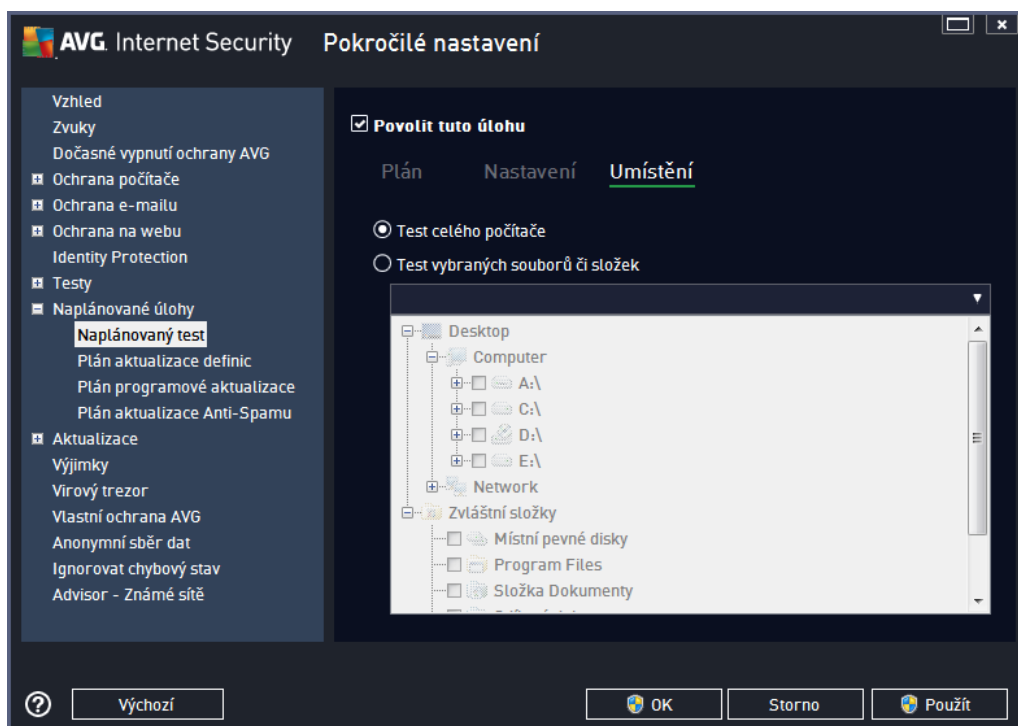 AVG. Internet Security Pokročilé nastavení
Vzhled
Zvuky
Dočasné vypnutí ochrany AVG
Ochrana počítače
Ochrana e-mailu
Ochrana na webu
Identity Protection
Testy
Naplánované úlohy
Naplánovaný test
Plán aktualizace definic
Plán programové aktualizace
Plán aktualizace Anti-Spamu
Aktualizace
Výjimky
Virový trezor
Vlastní ochrana AVG
Anonymní sběr dat
Ignorovat chybový stav
Advisor - Známé sítě
Povolit tuto úlohu
Plán Nastavení Umístění
Test celého počítače
Test vybraných souborů či složek
Desktop
Computer
A:\
C:\
D:\
E:\
Network
Zvláštní složky
Místní pevné disky
Program Files
Složka Dokumenty
? Výchozí OK Storno Použít